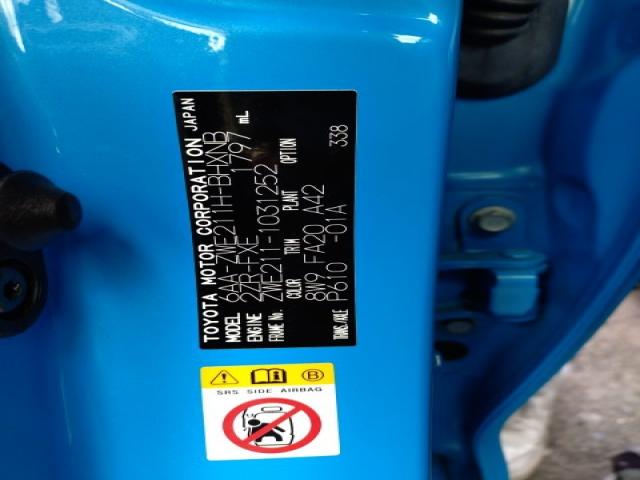 TOYOTA MOTOR CORPORATION JAPAN
MODEL 6AA-ZWE211H-BHXNB
ENGINE 2ZR-FXE 1797 mL
FRAME No. ZWE211-1031252
COLOR TRIM PLANT OPTION
8W9 FA20 A42
TRANS./AXLE P610 -01A 338
B
SRS SIDE AIRBAG